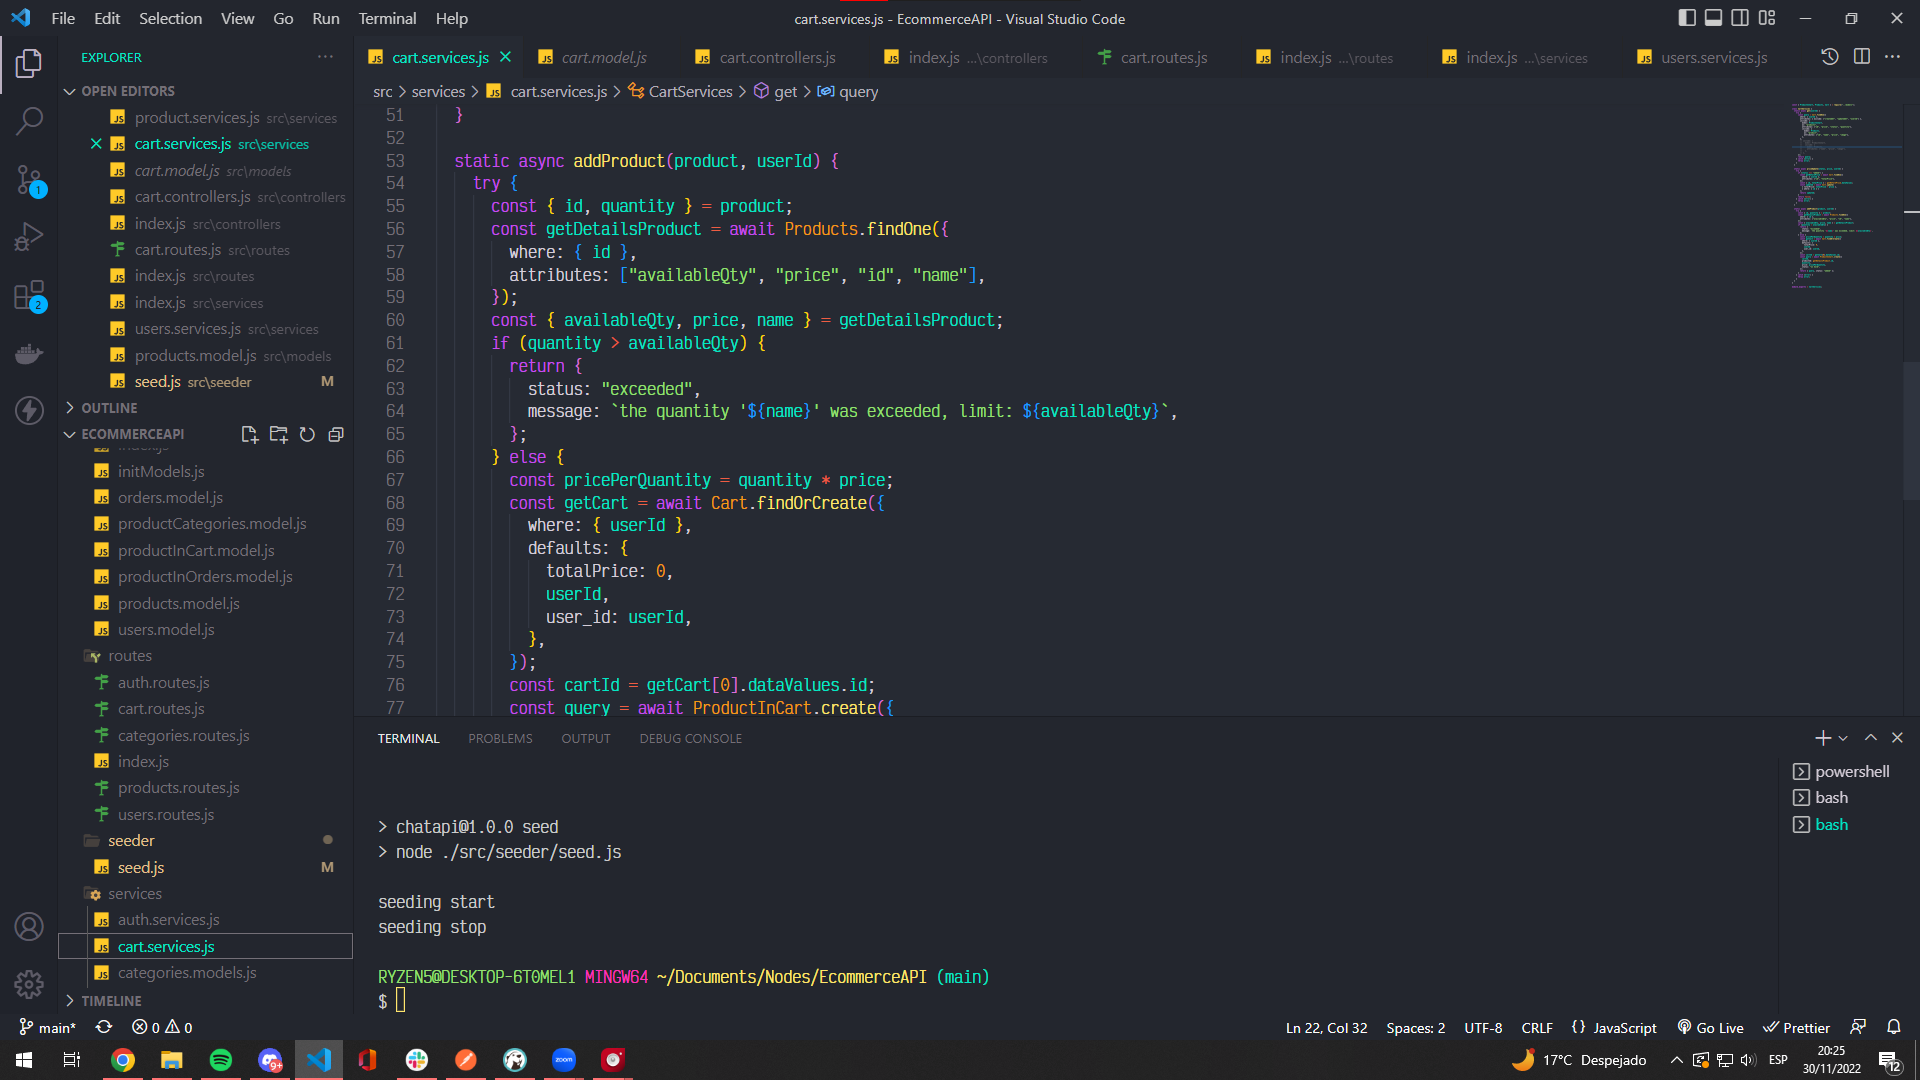 File Edit Selection View Go Run Terminal Help
cart.services.js - EcommerceAPI - Visual Studio Code
EXPLORER
OPEN EDITORS
product.services.js src\services
cart.services.js src\services
cart.model.js src\models
cart.controllers.js src\controllers
index.js src\controllers
cart.routes.js src\routes
index.js src\routes
index.js src\services
users.services.js src\services
products.model.js src\models
seed.js src\seeder M
OUTLINE
ECOMMERCEAPI
index.js
initModels.js
orders.model.js
productCategories.model.js
productInCart.model.js
productInOrders.model.js
products.model.js
users.model.js
routes
auth.routes.js
cart.routes.js
categories.routes.js
index.js
products.routes.js
users.routes.js
seeder
seed.js M
services
auth.services.js
cart.services.js
categories.models.js
TIMELINE
1
2
cart.services.js cart.model.js cart.controllers.js index.js ...\controllers cart.routes.js index.js ...\routes index.js ...\services users.services.js
src > services > cart.services.js > CartServices > get > query
51 }
52
53 static async addProduct(product, userId) {
54 try {
55 const { id, quantity } = product;
56 const getDetailsProduct = await Products.findOne({
57 where: { id },
58 attributes: ["availableQty", "price", "id", "name"],
59 });
60 const { availableQty, price, name } = getDetailsProduct;
61 if (quantity > availableQty) {
62 return {
63 status: "exceeded",
64 message: `the quantity '${name}' was exceeded, limit: ${availableQty}`,
65 };
66 } else {
67 const pricePerQuantity = quantity * price;
68 const getCart = await Cart.findOrCreate({
69 where: { userId },
70 defaults: {
71 totalPrice: 0,
72 userId,
73 user_id: userId,
74 },
75 });
76 const cartId = getCart[0].dataValues.id;
77 const query = await ProductInCart.create({
TERMINAL PROBLEMS OUTPUT DEBUG CONSOLE
> chatapi@1.0.0 seed
> node ./src/seeder/seed.js
seeding start
seeding stop
RYZEN5@DESKTOP-6T0MEL1 MINGW64 ~/Documents/Nodes/EcommerceAPI (main)
$
powershell
bash
bash
main* 0 0
Ln 22, Col 32 Spaces: 2 UTF-8 CRLF {} JavaScript Go Live Prettier
9+
zoom
17°C Despejado
ESP
20:25
30/11/2022
12